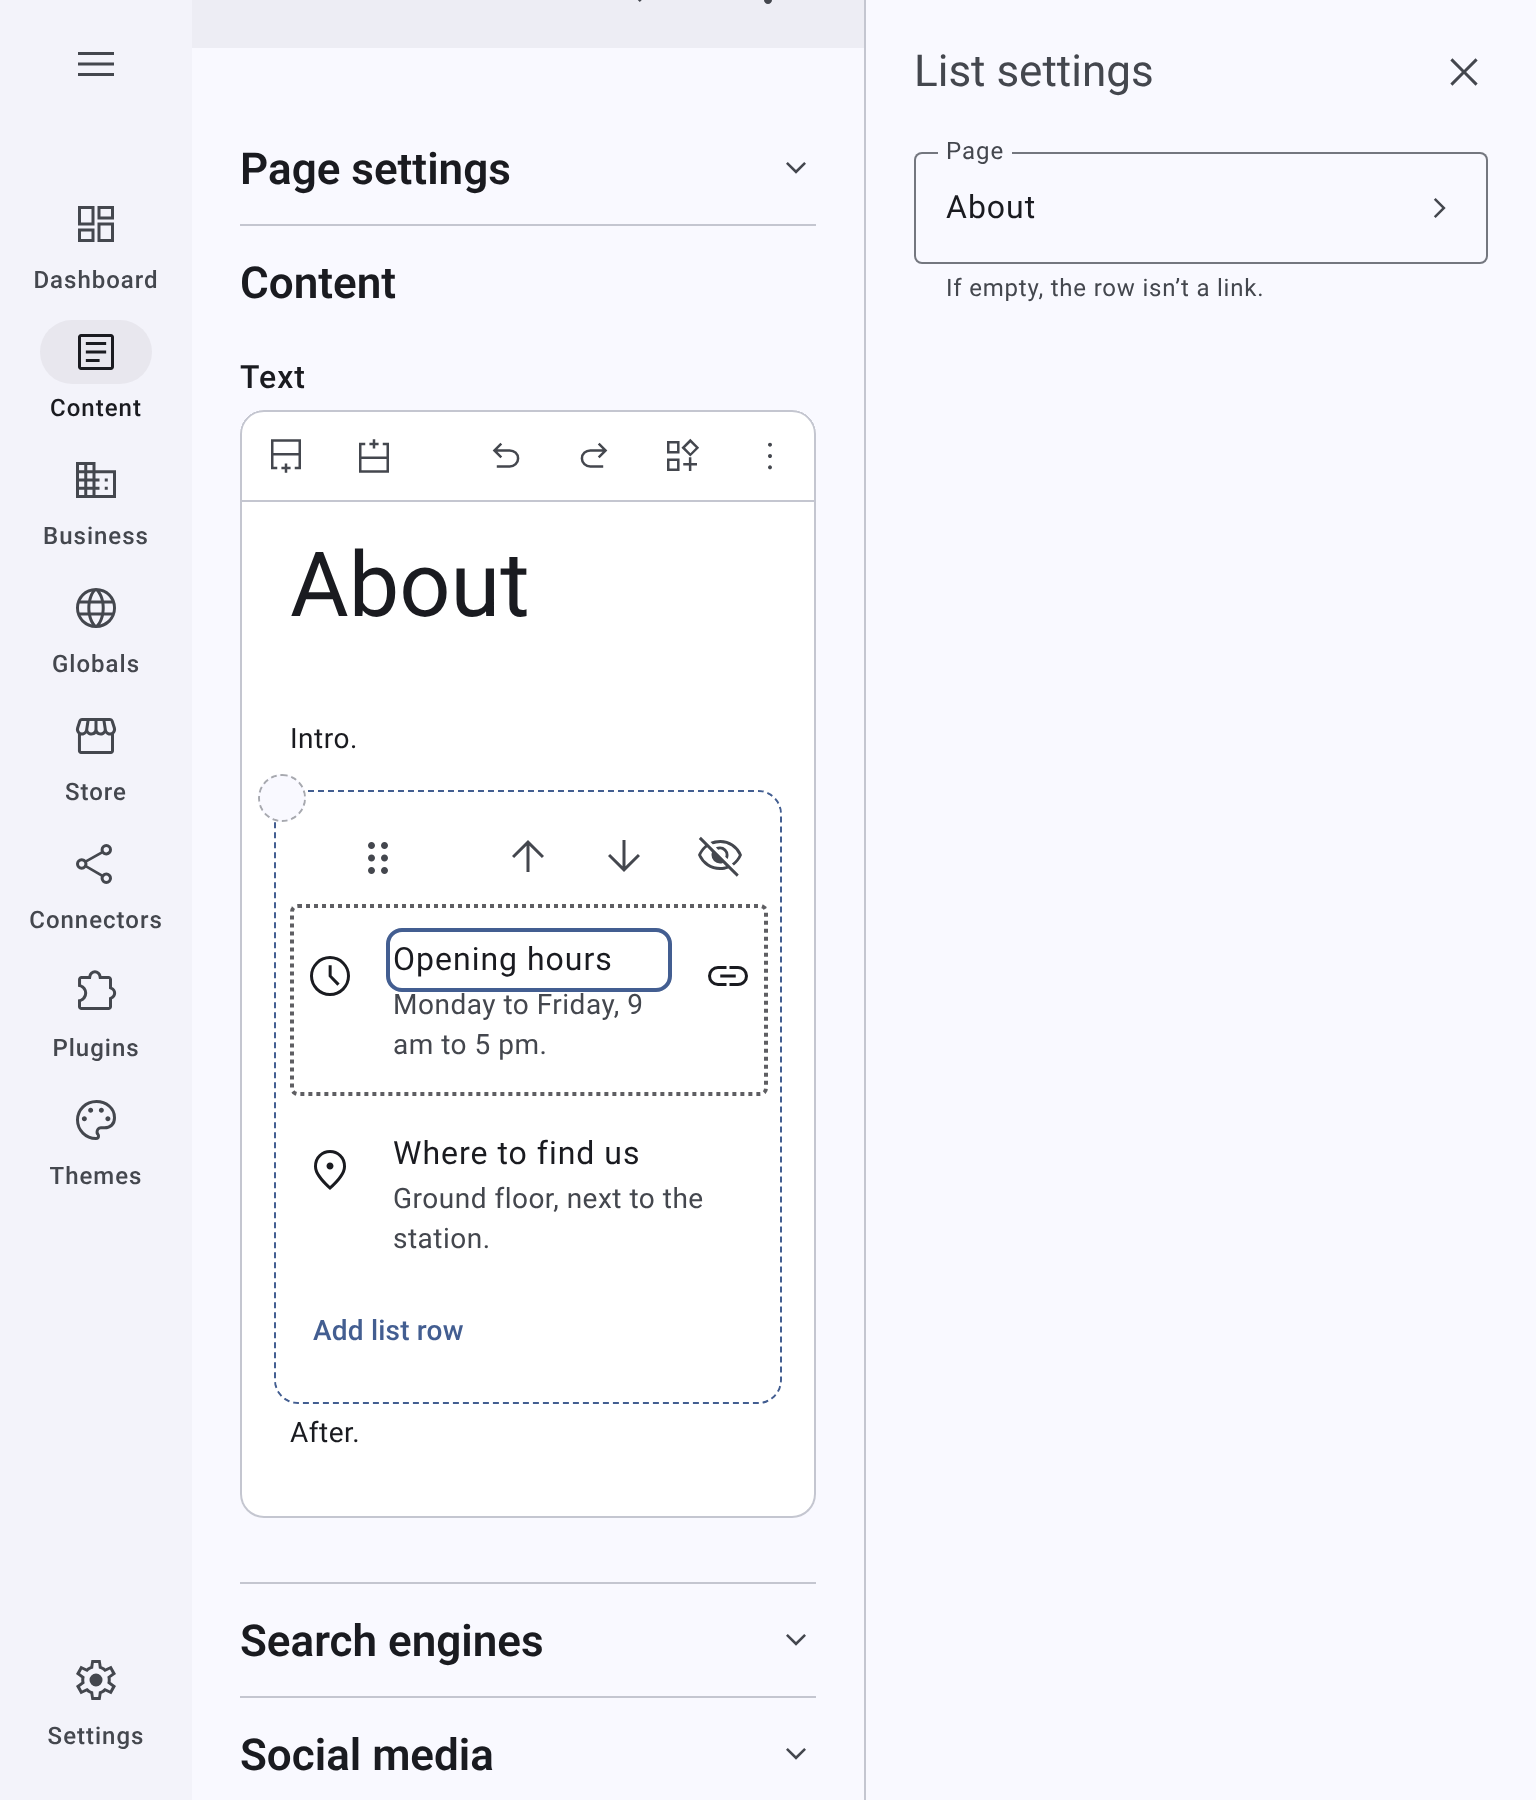 Dashboard
Content
Business
Globals
Store
Connectors
Plugins
Themes
Settings
Page settings
Content
Text
About
Intro.
Opening hours
Monday to Friday, 9
am to 5 pm.
Where to find us
Ground floor, next to the
station.
Add list row
After.
Search engines
Social media
List settings
Page
About
If empty, the row isn’t a link.